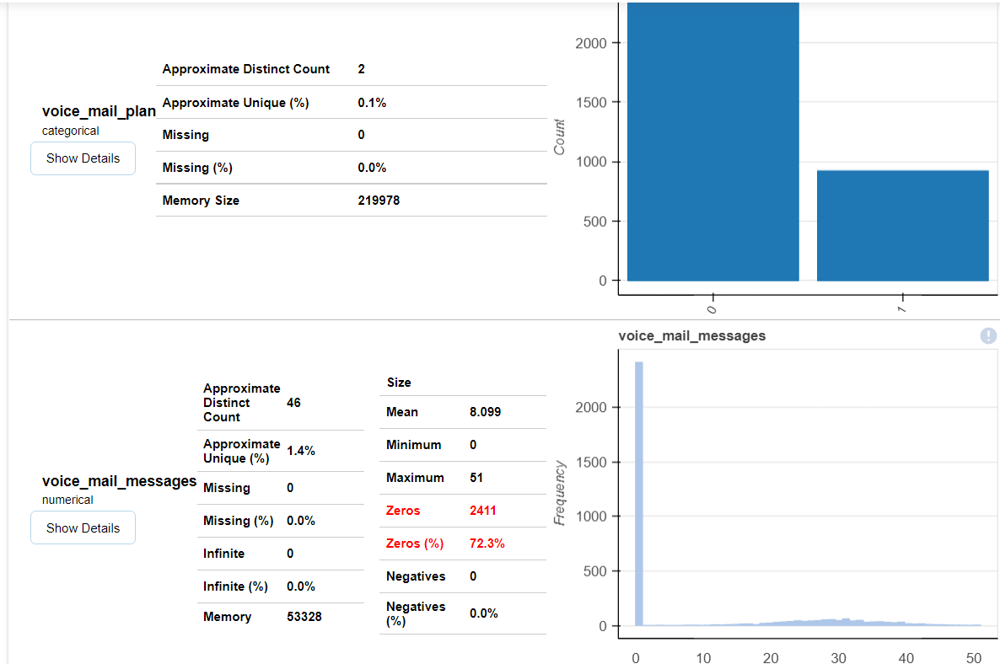 voice_mail_plan
categorical
Show Details
Approximate Distinct Count 2
Approximate Unique (%) 0.1%
Missing 0
Missing (%) 0.0%
Memory Size 219978
Count
2000
1500
1000
500
0
0
1
voice_mail_messages
numerical
Show Details
Approximate
Distinct 46
Count
Approximate
Unique (%) 1.4%
Missing 0
Missing (%) 0.0%
Infinite 0
Infinite (%) 0.0%
Memory 53328
Size
Mean 8.099
Minimum 0
Maximum 51
Zeros 2411
Zeros (%) 72.3%
Negatives 0
Negatives
(%) 0.0%
voice_mail_messages
!
Frequency
2000
1500
1000
500
0
0 10 20 30 40 50